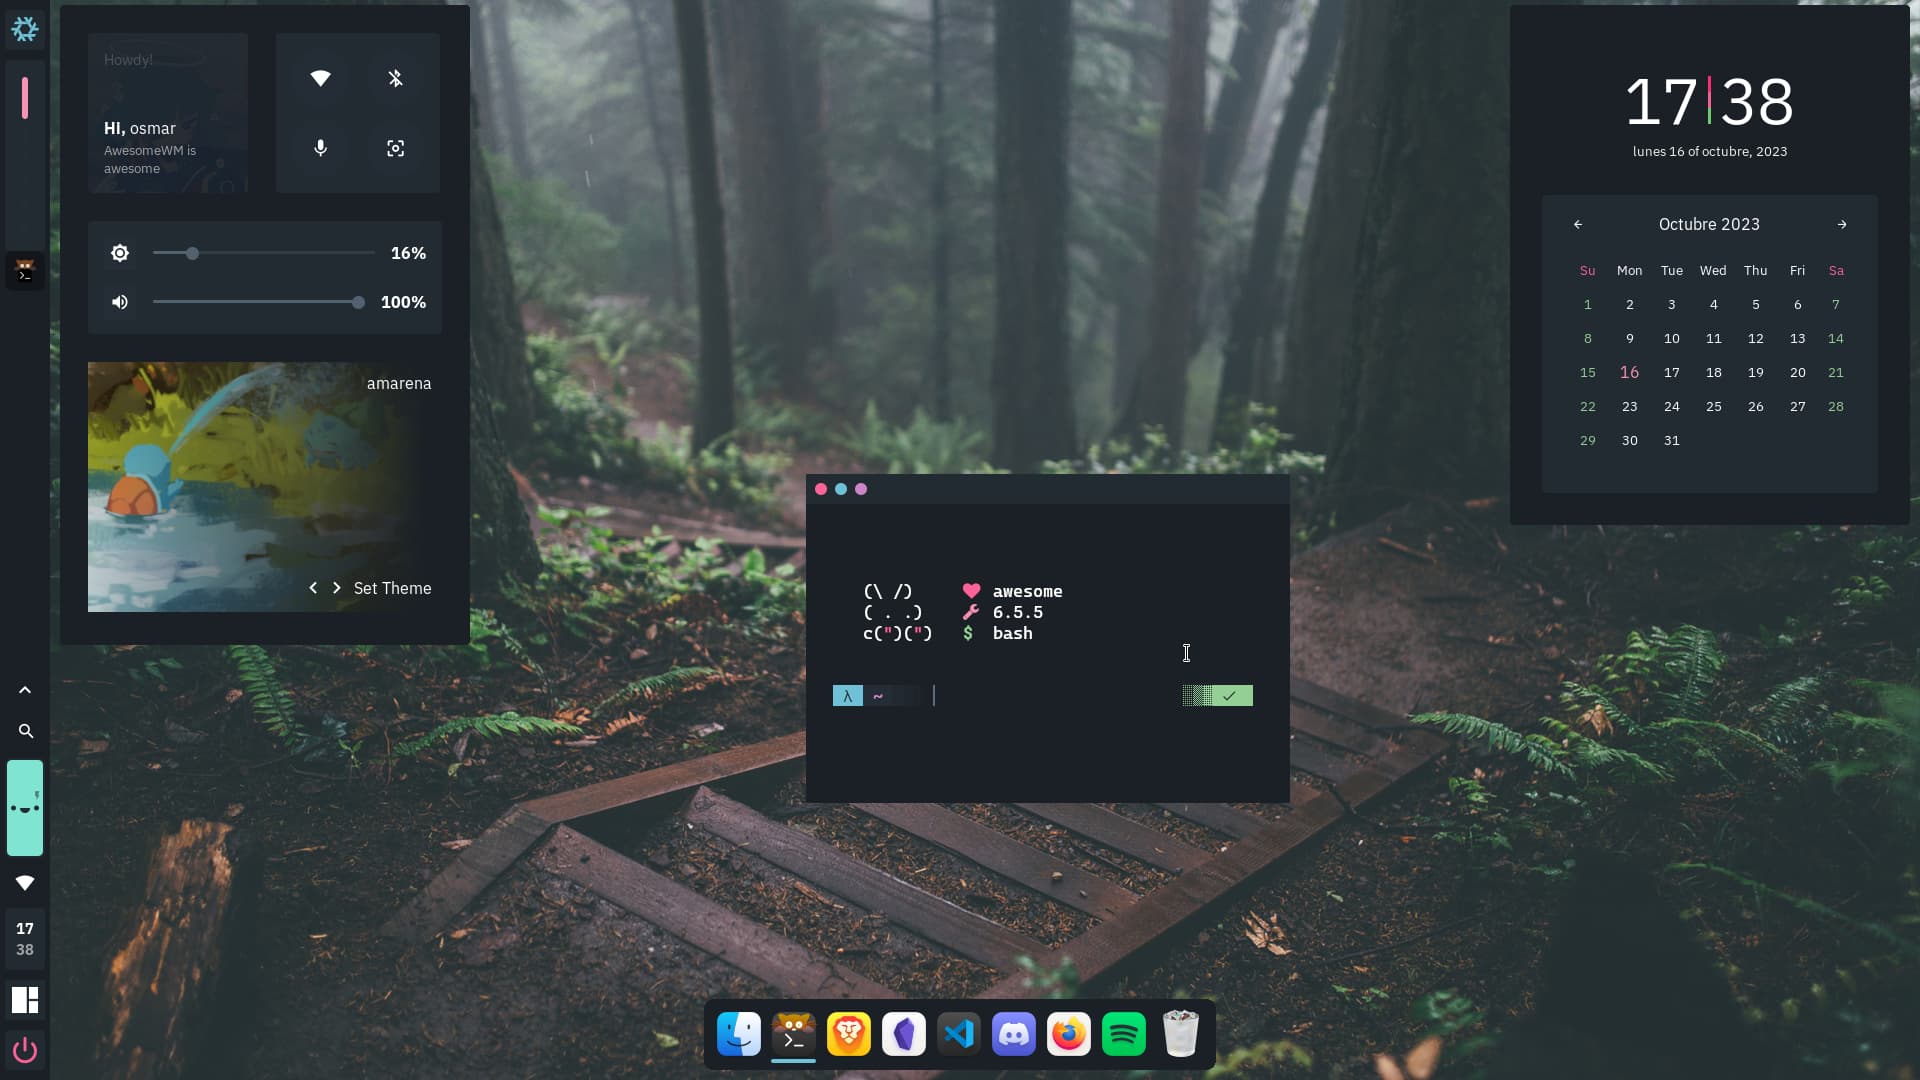 Howdy!
Hi, osmar
AwesomeWM is
awesome
16%
100%
amarena
Set Theme
17
38
(\ /)
( . .)
c(")(")
awesome
6.5.5
$ bash
λ ~
17 38
lunes 16 of octubre, 2023
Octubre 2023
Su Mon Tue Wed Thu Fri Sa
1 2 3 4 5 6 7
8 9 10 11 12 13 14
15 16 17 18 19 20 21
22 23 24 25 26 27 28
29 30 31